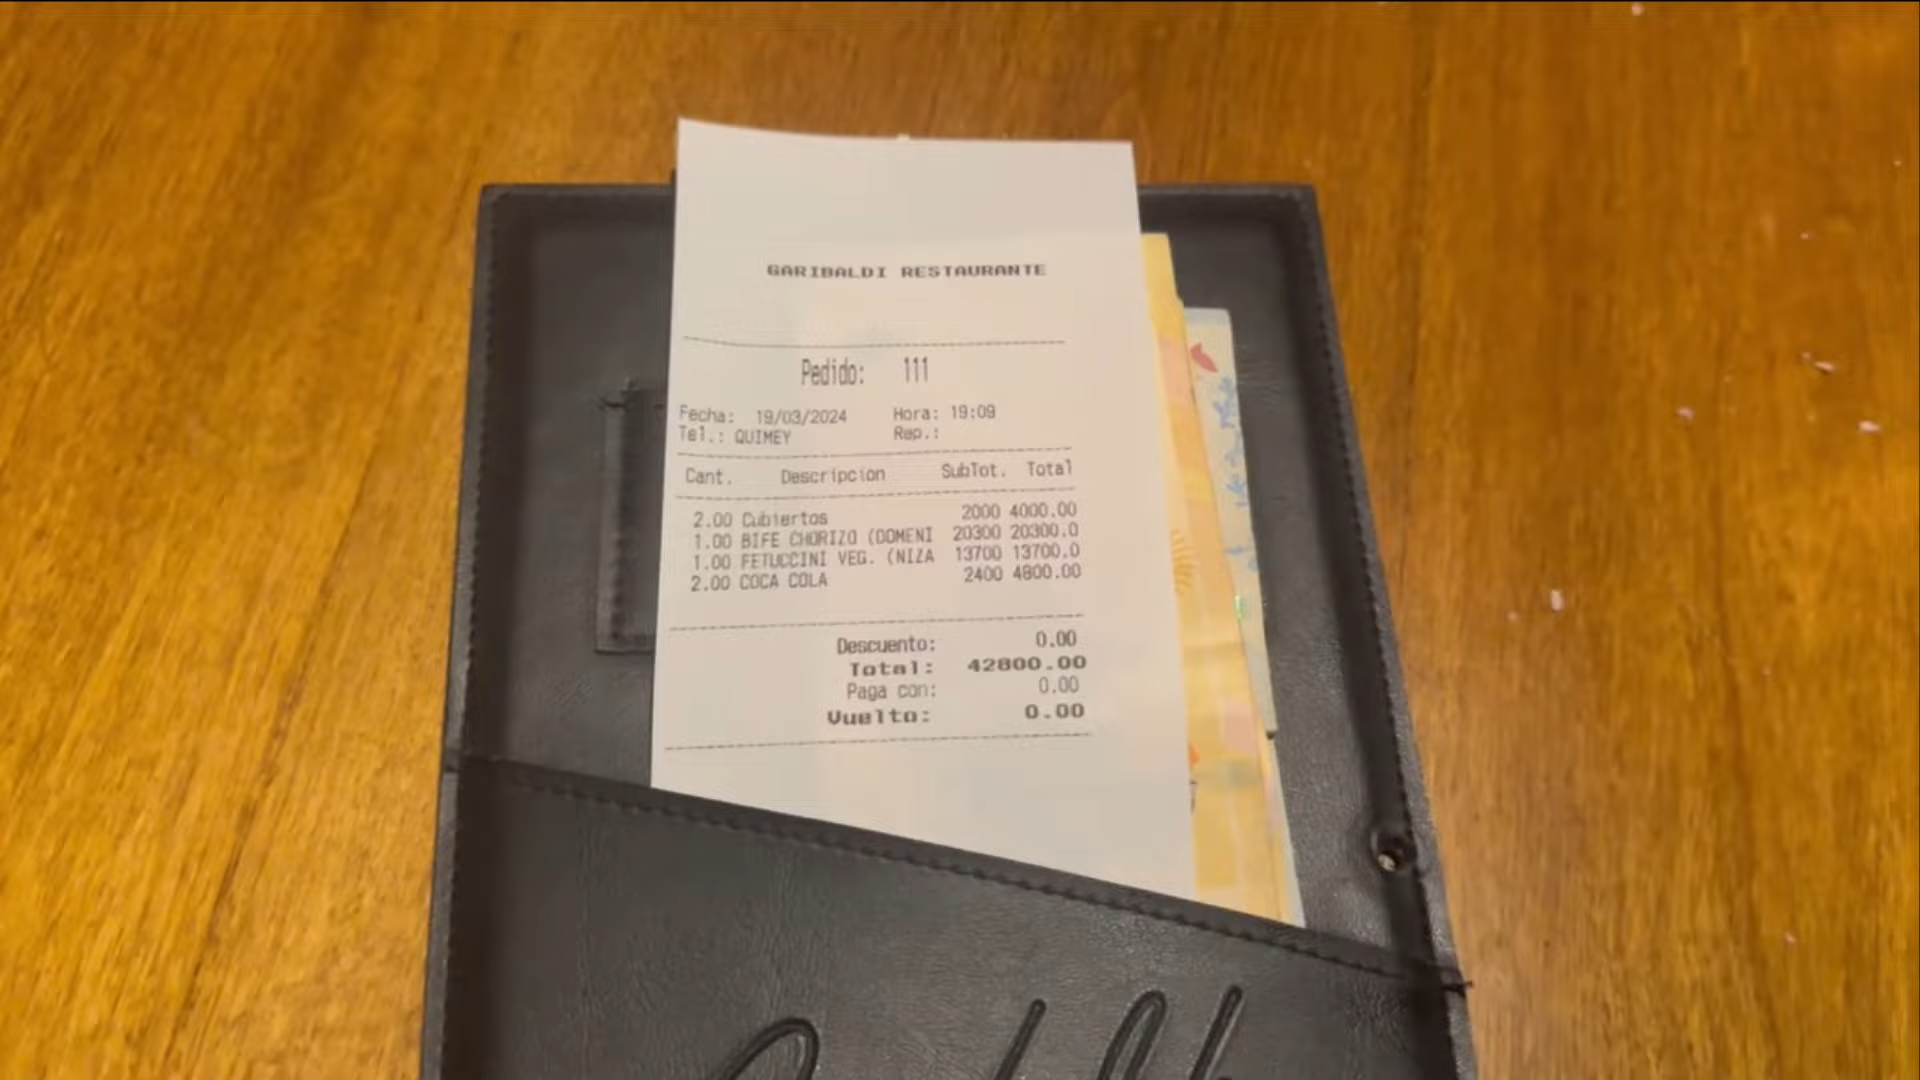 GARIBALDI RESTAURANTE
Pedido: 111
Fecha: 19/03/2024 Hora: 19:09
Tel.: QUIMEY Rep.:
Cant. Descripcion SubTot. Total
2.00 Cubiertos 2000 4000.00
1.00 BIFE CHORIZO (DOMENI 20300 20300.0
1.00 FETUCCINI VEG. (NIZA 13700 13700.0
2.00 COCA COLA 2400 4800.00
Descuento: 0.00
Total: 42800.00
Paga con: 0.00
Vuelto: 0.00